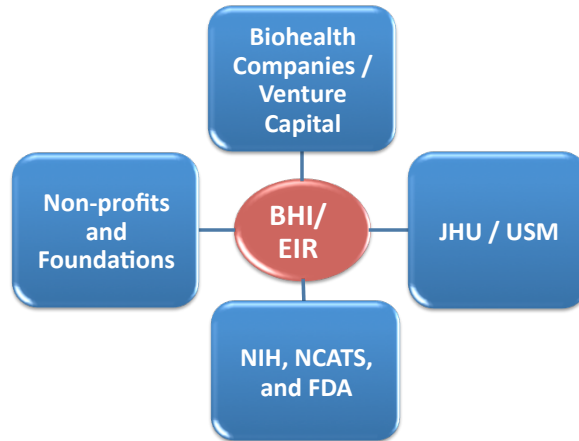 Biohealth
Companies /
Venture
Capital
Non-profits
and
Foundations
BHI/
EIR
JHU / USM
NIH, NCATS,
and FDA